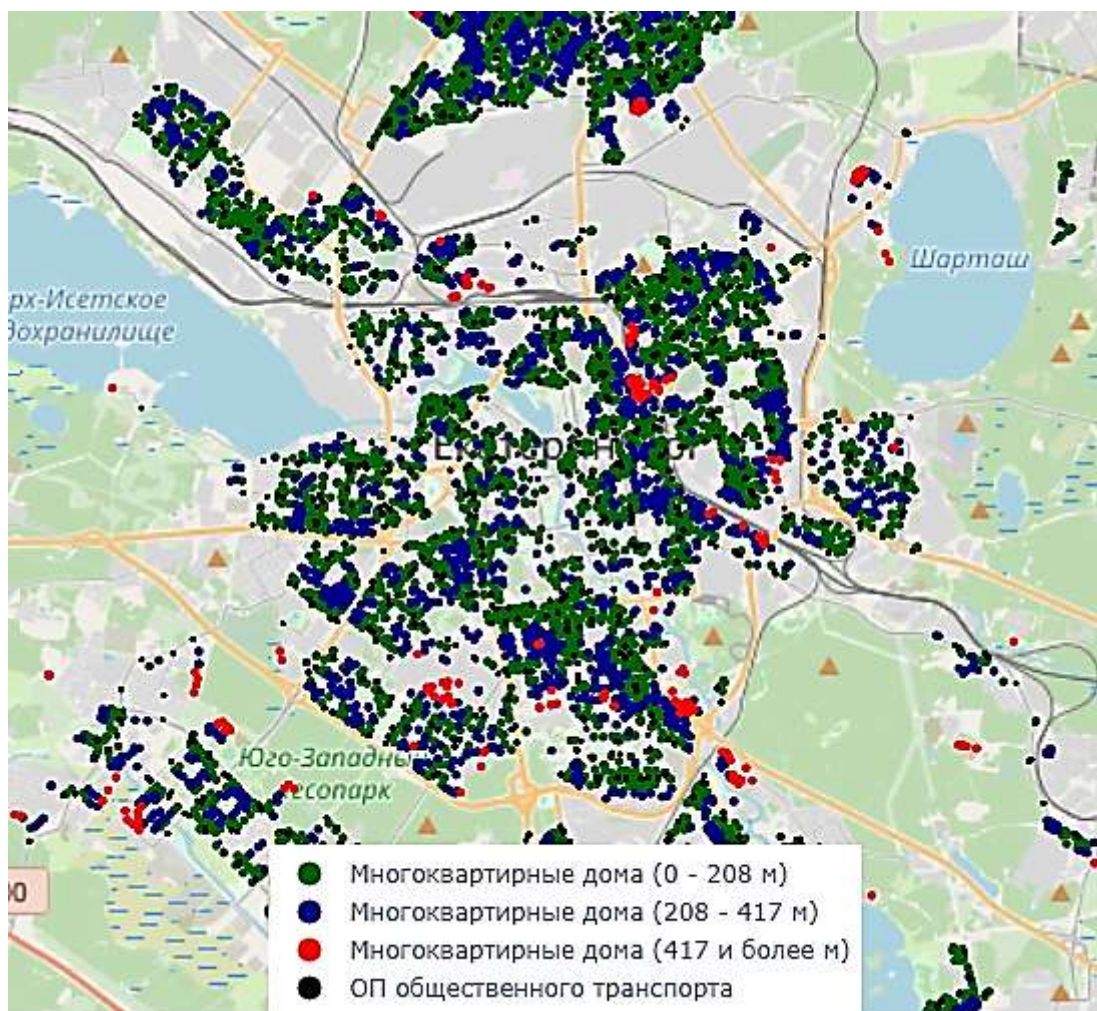 Шарташ
рх-Исетское
дохранилище
Юго-Западны
есопарк
00
Многоквартирные дома (0 - 208 м)
Многоквартирные дома (208 - 417 м)
Многоквартирные дома (417 и более м)
ОП общественного транспорта